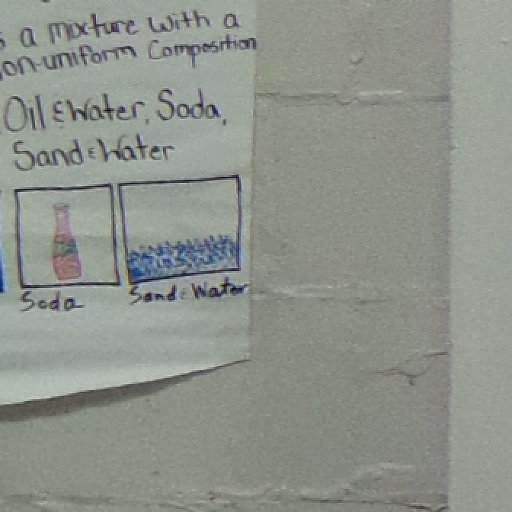 s a mixture with a
on-uniform Composition
Oil & Water, Soda,
Sand & Water
Soda
Sand & Water